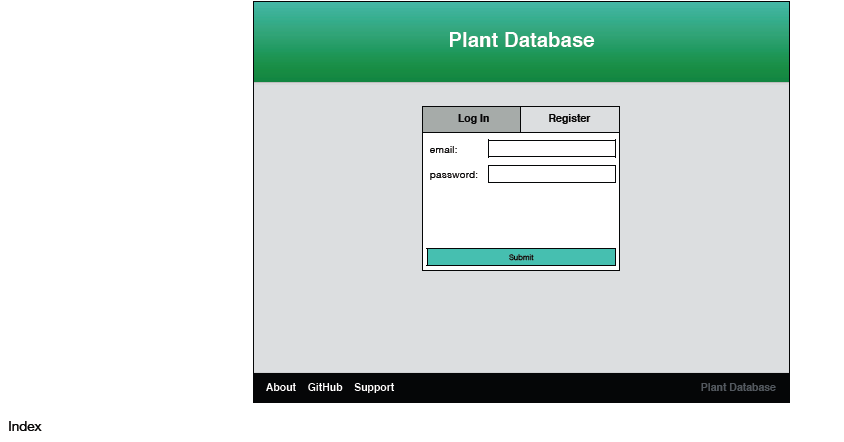 Plant Database
Log In Register
email:
password:
Submit
About GitHub Support Plant Database
Index